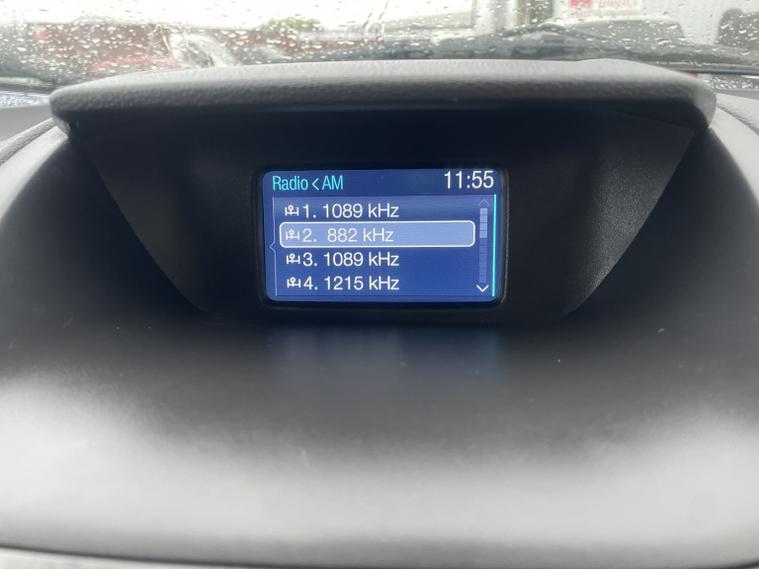 Radio < AM 11:55
1. 1089 kHz
2. 882 kHz
3. 1089 kHz
4. 1215 kHz